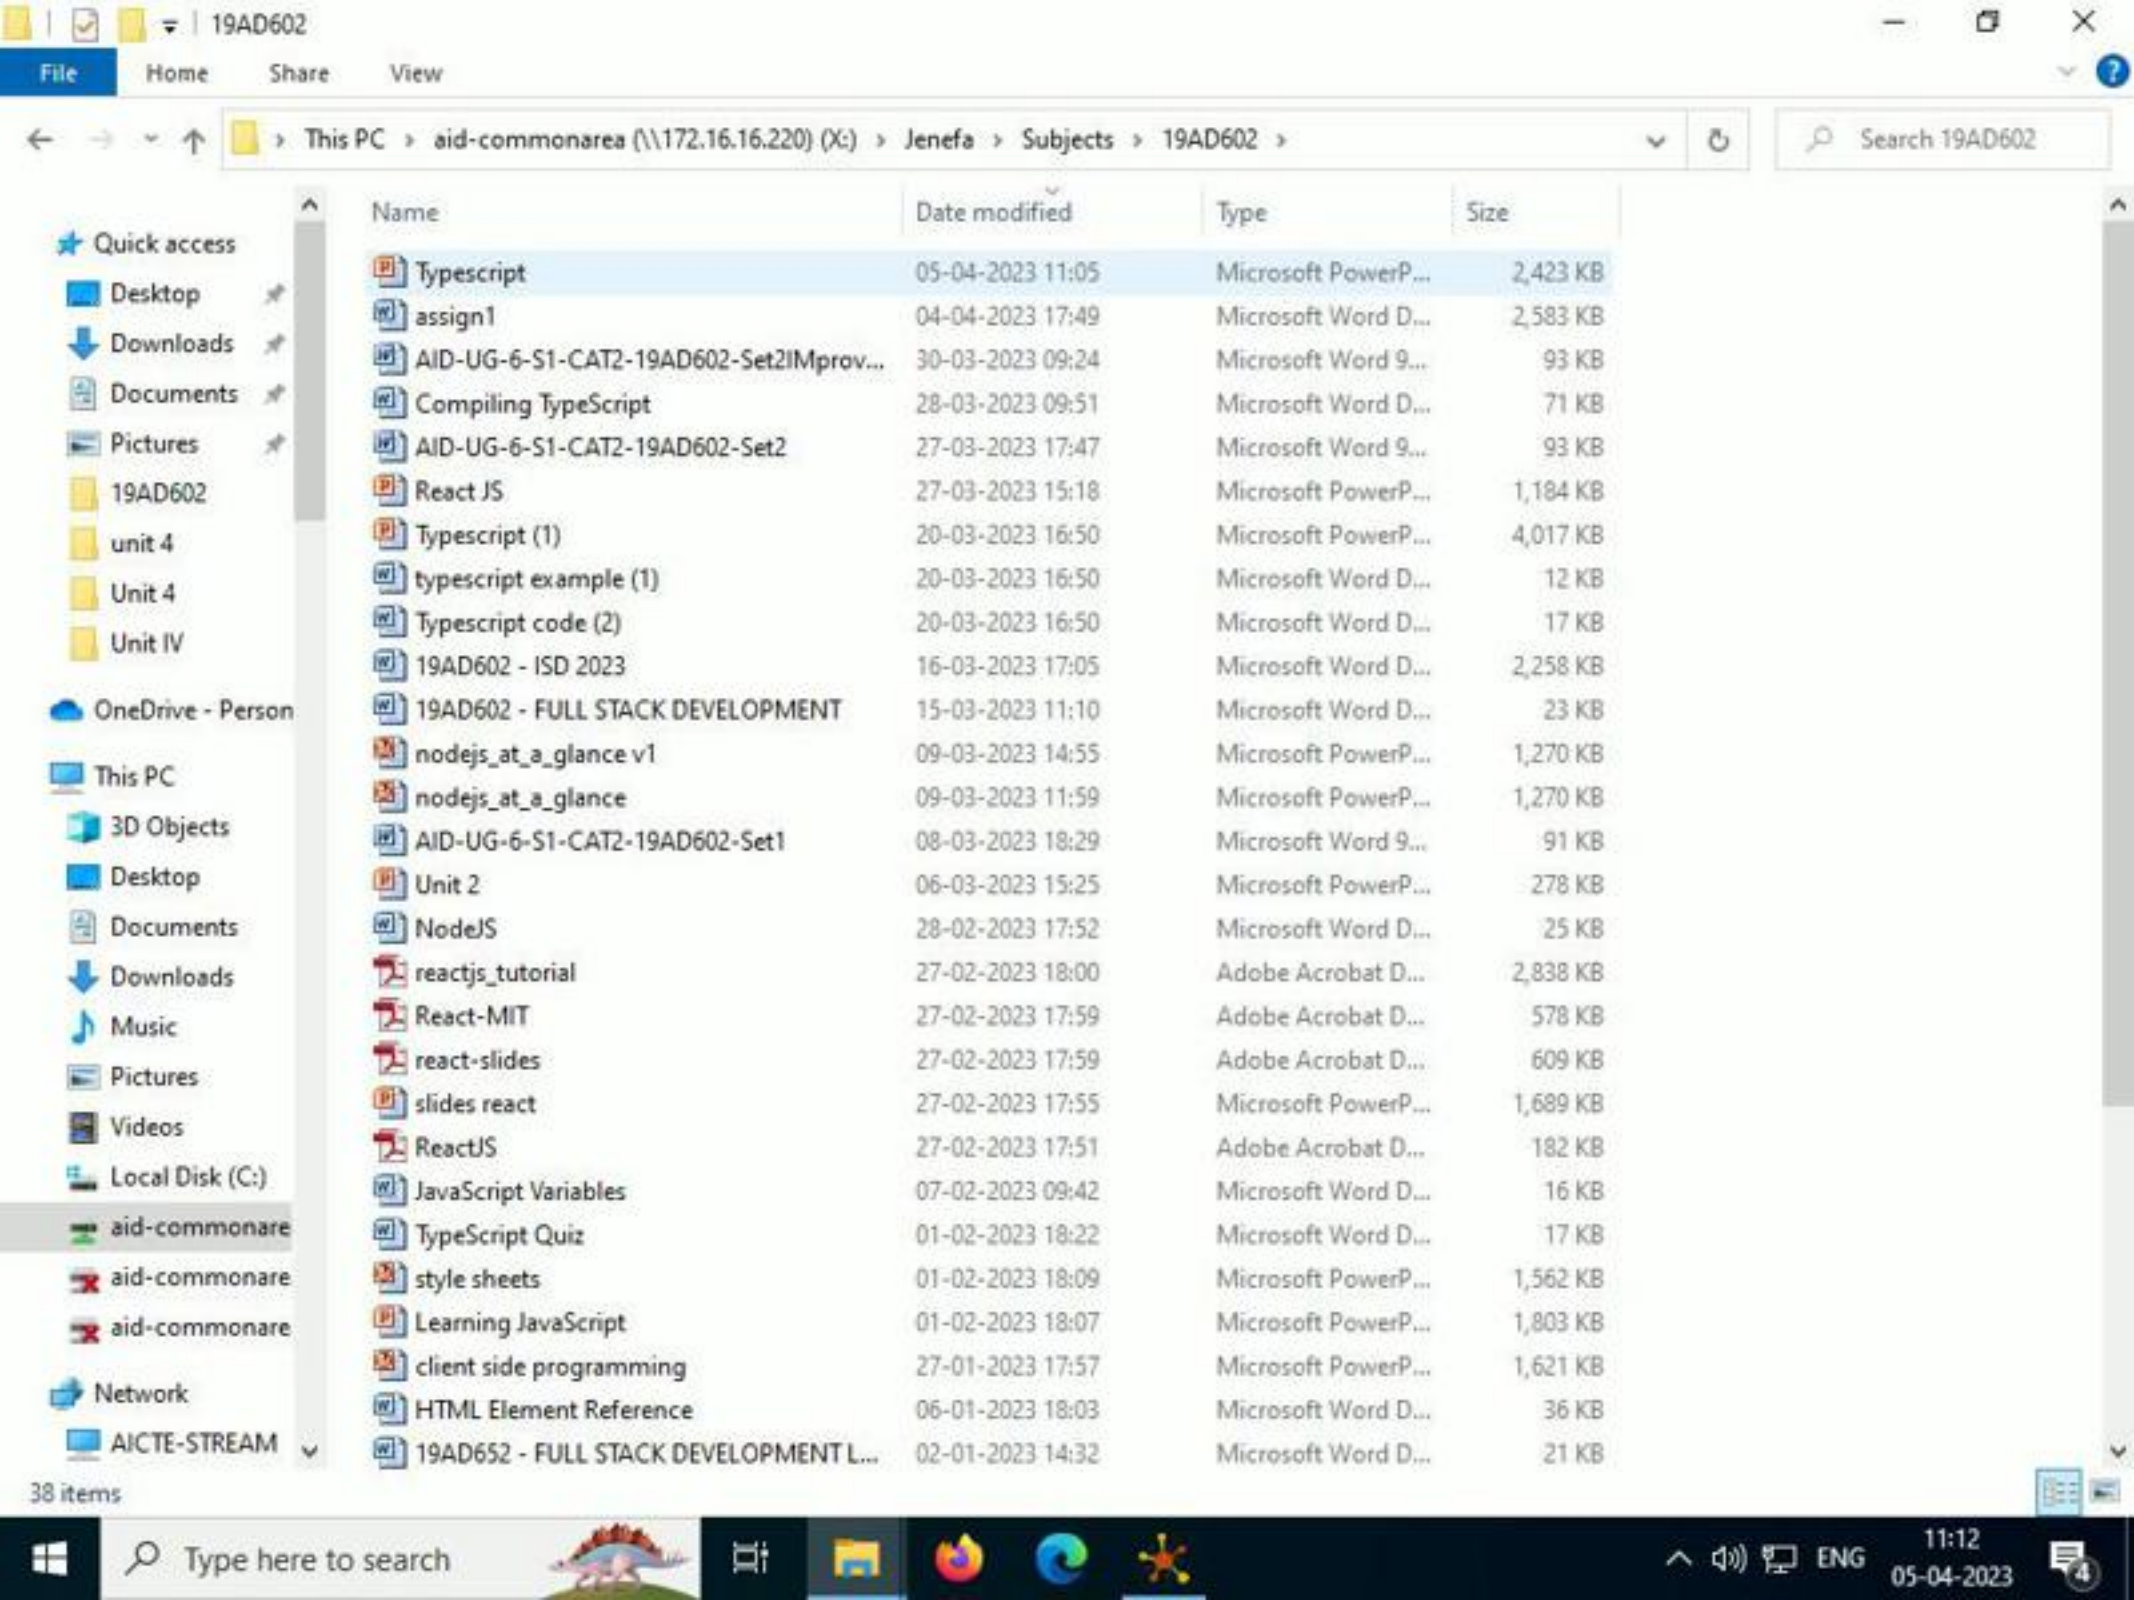 19AD602
File Home Share View
This PC > aid-commonarea (\\172.16.16.220) (X:) > Jenefa > Subjects > 19AD602 >
Search 19AD602
Quick access
Desktop
Downloads
Documents
Pictures
19AD602
unit 4
Unit 4
Unit IV
OneDrive - Person
This PC
3D Objects
Desktop
Documents
Downloads
Music
Pictures
Videos
Local Disk (C:)
aid-commonare
aid-commonare
aid-commonare
Network
AICTE-STREAM
Name Date modified Type Size
Typescript 05-04-2023 11:05 Microsoft PowerP... 2,423 KB
assign1 04-04-2023 17:49 Microsoft Word D... 2,583 KB
AID-UG-6-S1-CAT2-19AD602-Set2IMprov... 30-03-2023 09:24 Microsoft Word 9... 93 KB
Compiling TypeScript 28-03-2023 09:51 Microsoft Word D... 71 KB
AID-UG-6-S1-CAT2-19AD602-Set2 27-03-2023 17:47 Microsoft Word 9... 93 KB
React JS 27-03-2023 15:18 Microsoft PowerP... 1,184 KB
Typescript (1) 20-03-2023 16:50 Microsoft PowerP... 4,017 KB
typescript example (1) 20-03-2023 16:50 Microsoft Word D... 12 KB
Typescript code (2) 20-03-2023 16:50 Microsoft Word D... 17 KB
19AD602 - ISD 2023 16-03-2023 17:05 Microsoft Word D... 2,258 KB
19AD602 - FULL STACK DEVELOPMENT 15-03-2023 11:10 Microsoft Word D... 23 KB
nodejs_at_a_glance v1 09-03-2023 14:55 Microsoft PowerP... 1,270 KB
nodejs_at_a_glance 09-03-2023 11:59 Microsoft PowerP... 1,270 KB
AID-UG-6-S1-CAT2-19AD602-Set1 08-03-2023 18:29 Microsoft Word 9... 91 KB
Unit 2 06-03-2023 15:25 Microsoft PowerP... 278 KB
NodeJS 28-02-2023 17:52 Microsoft Word D... 25 KB
reactjs_tutorial 27-02-2023 18:00 Adobe Acrobat D... 2,838 KB
React-MIT 27-02-2023 17:59 Adobe Acrobat D... 578 KB
react-slides 27-02-2023 17:59 Adobe Acrobat D... 609 KB
slides react 27-02-2023 17:55 Microsoft PowerP... 1,689 KB
ReactJS 27-02-2023 17:51 Adobe Acrobat D... 182 KB
JavaScript Variables 07-02-2023 09:42 Microsoft Word D... 16 KB
TypeScript Quiz 01-02-2023 18:22 Microsoft Word D... 17 KB
style sheets 01-02-2023 18:09 Microsoft PowerP... 1,562 KB
Learning JavaScript 01-02-2023 18:07 Microsoft PowerP... 1,803 KB
client side programming 27-01-2023 17:57 Microsoft PowerP... 1,621 KB
HTML Element Reference 06-01-2023 18:03 Microsoft Word D... 36 KB
19AD652 - FULL STACK DEVELOPMENT L... 02-01-2023 14:32 Microsoft Word D... 21 KB
38 items
Type here to search
ENG
11:12
05-04-2023
4